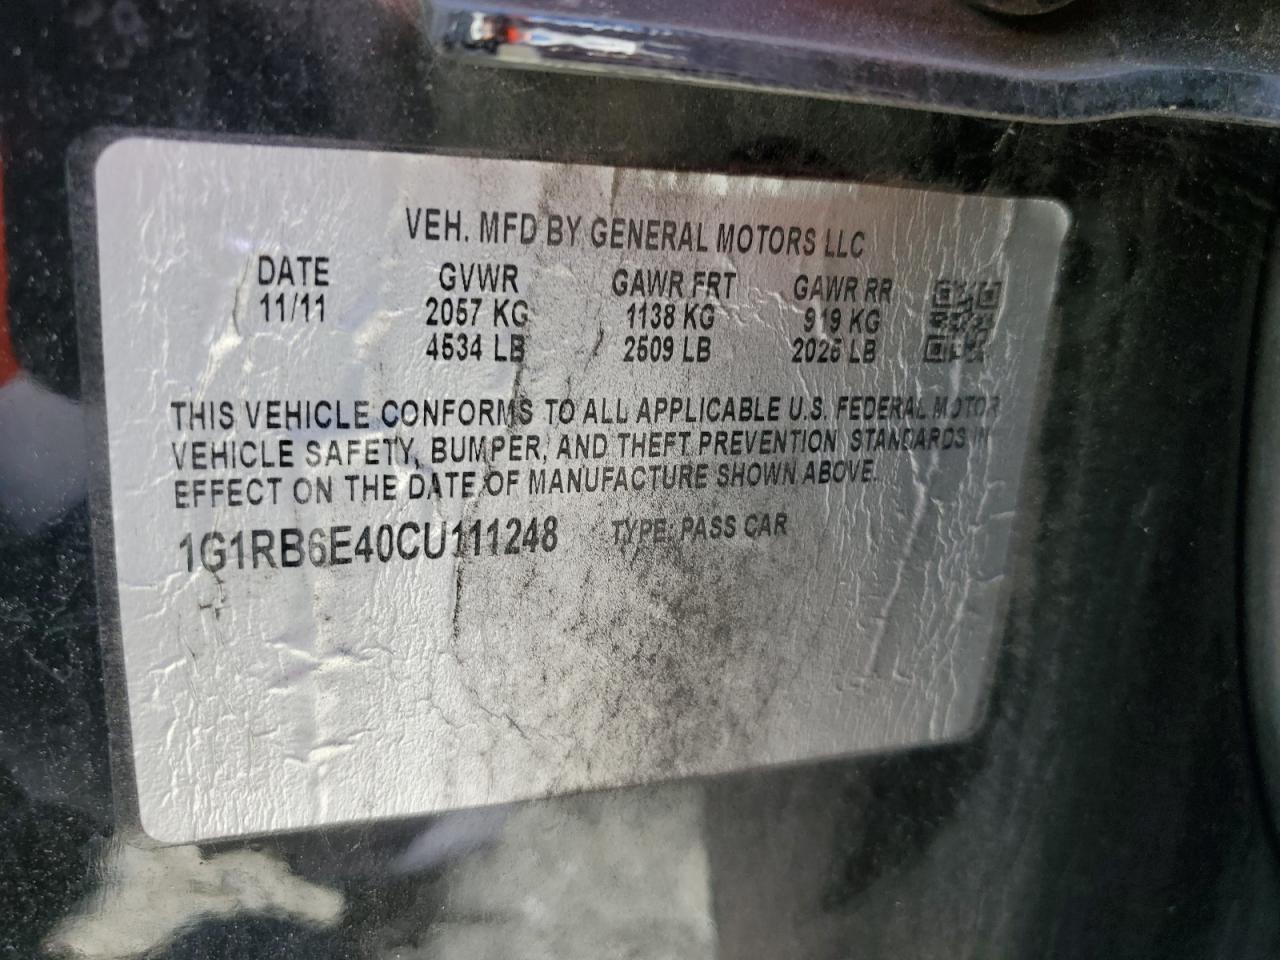 VEH. MFD BY GENERAL MOTORS LLC
DATE GVWR GAWR FRT GAWR RR
11/11 2057 KG 1138 KG 919 KG
4534 LB 2509 LB 2026 LB
THIS VEHICLE CONFORMS TO ALL APPLICABLE U.S. FEDERAL MOTOR
VEHICLE SAFETY, BUMPER, AND THEFT PREVENTION STANDARDS IN
EFFECT ON THE DATE OF MANUFACTURE SHOWN ABOVE.
1G1RB6E40CU111248 TYPE: PASS CAR